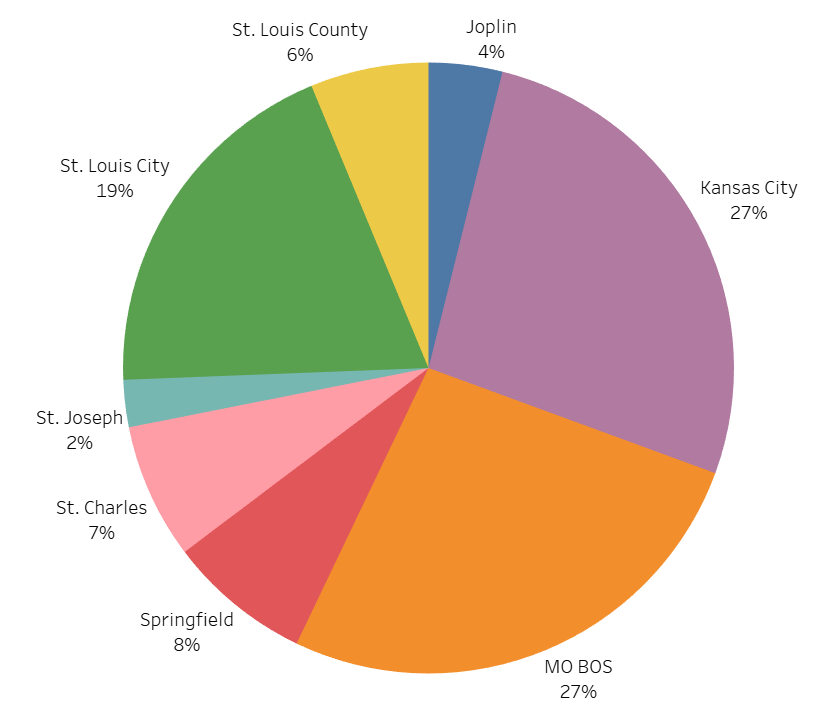 St. Louis County
6%
Joplin
4%
St. Louis City
19%
Kansas City
27%
St. Joseph
2%
St. Charles
7%
Springfield
8%
MO BOS
27%